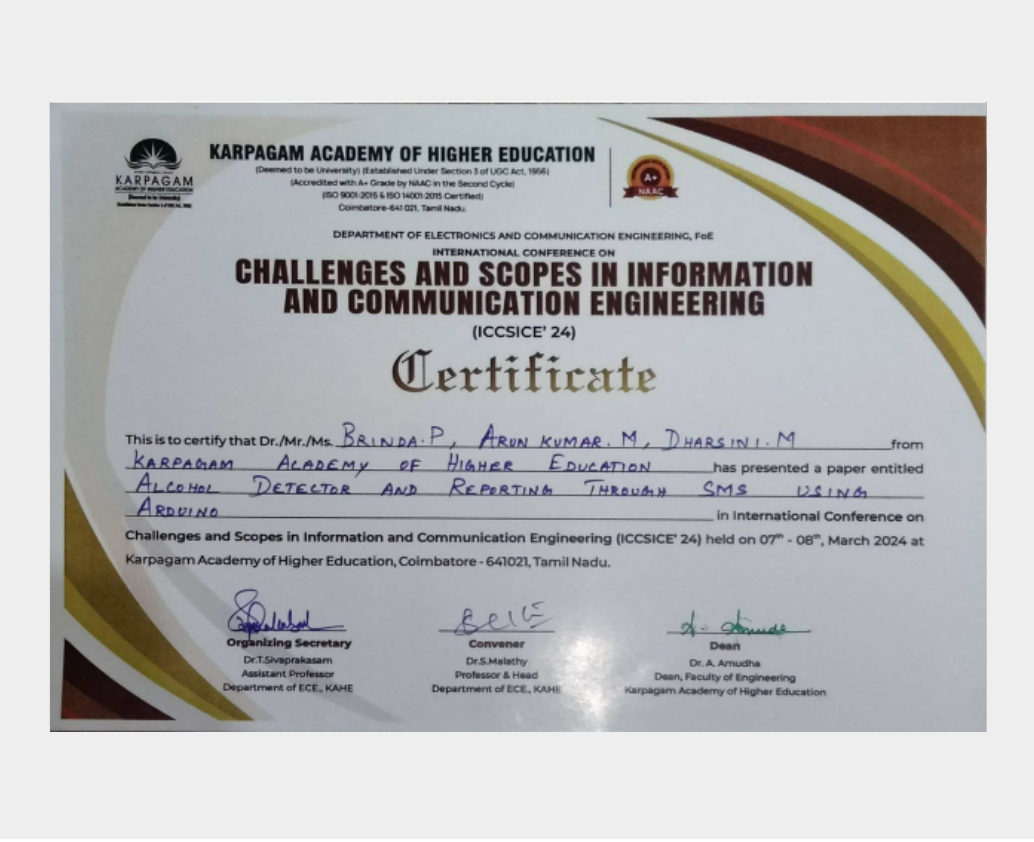 KARPAGAM ACADEMY OF HIGHER EDUCATION
(Deemed to be University) (Established Under Section 3 of UGC Act, 1956)
(Accredited with A+ Grade by NAAC in the Second Cycle)
(ISO 9001:2015 & ISO 14001:2015 Certified)
Coimbatore-641 021, Tamil Nadu.
KARPAGAM
ACADEMY OF HIGHER EDUCATION
(Deemed to be University)
A+
NAAC
DEPARTMENT OF ELECTRONICS AND COMMUNICATION ENGINEERING, FoE
INTERNATIONAL CONFERENCE ON
CHALLENGES AND SCOPES IN INFORMATION
AND COMMUNICATION ENGINEERING
(ICCSICE' 24)
Certificate
This is to certify that Dr./Mr./Ms. BRINDA.P, ARUN KUMAR.M, DHARSINI.M from
KARPAGAM ACADEMY OF HIGHER EDUCATION has presented a paper entitled
ALCOHOL DETECTOR AND REPORTING THROUGH SMS USING
ARDUINO in International Conference on
Challenges and Scopes in Information and Communication Engineering (ICCSICE' 24) held on 07th - 08th, March 2024 at
Karpagam Academy of Higher Education, Coimbatore - 641021, Tamil Nadu.
Organizing Secretary
Dr.T.Sivaprakasam
Assistant Professor
Department of ECE., KAHE
Convener
Dr.S.Malathy
Professor & Head
Department of ECE., KAHE
Dean
Dr. A. Amudha
Dean, Faculty of Engineering
Karpagam Academy of Higher Education